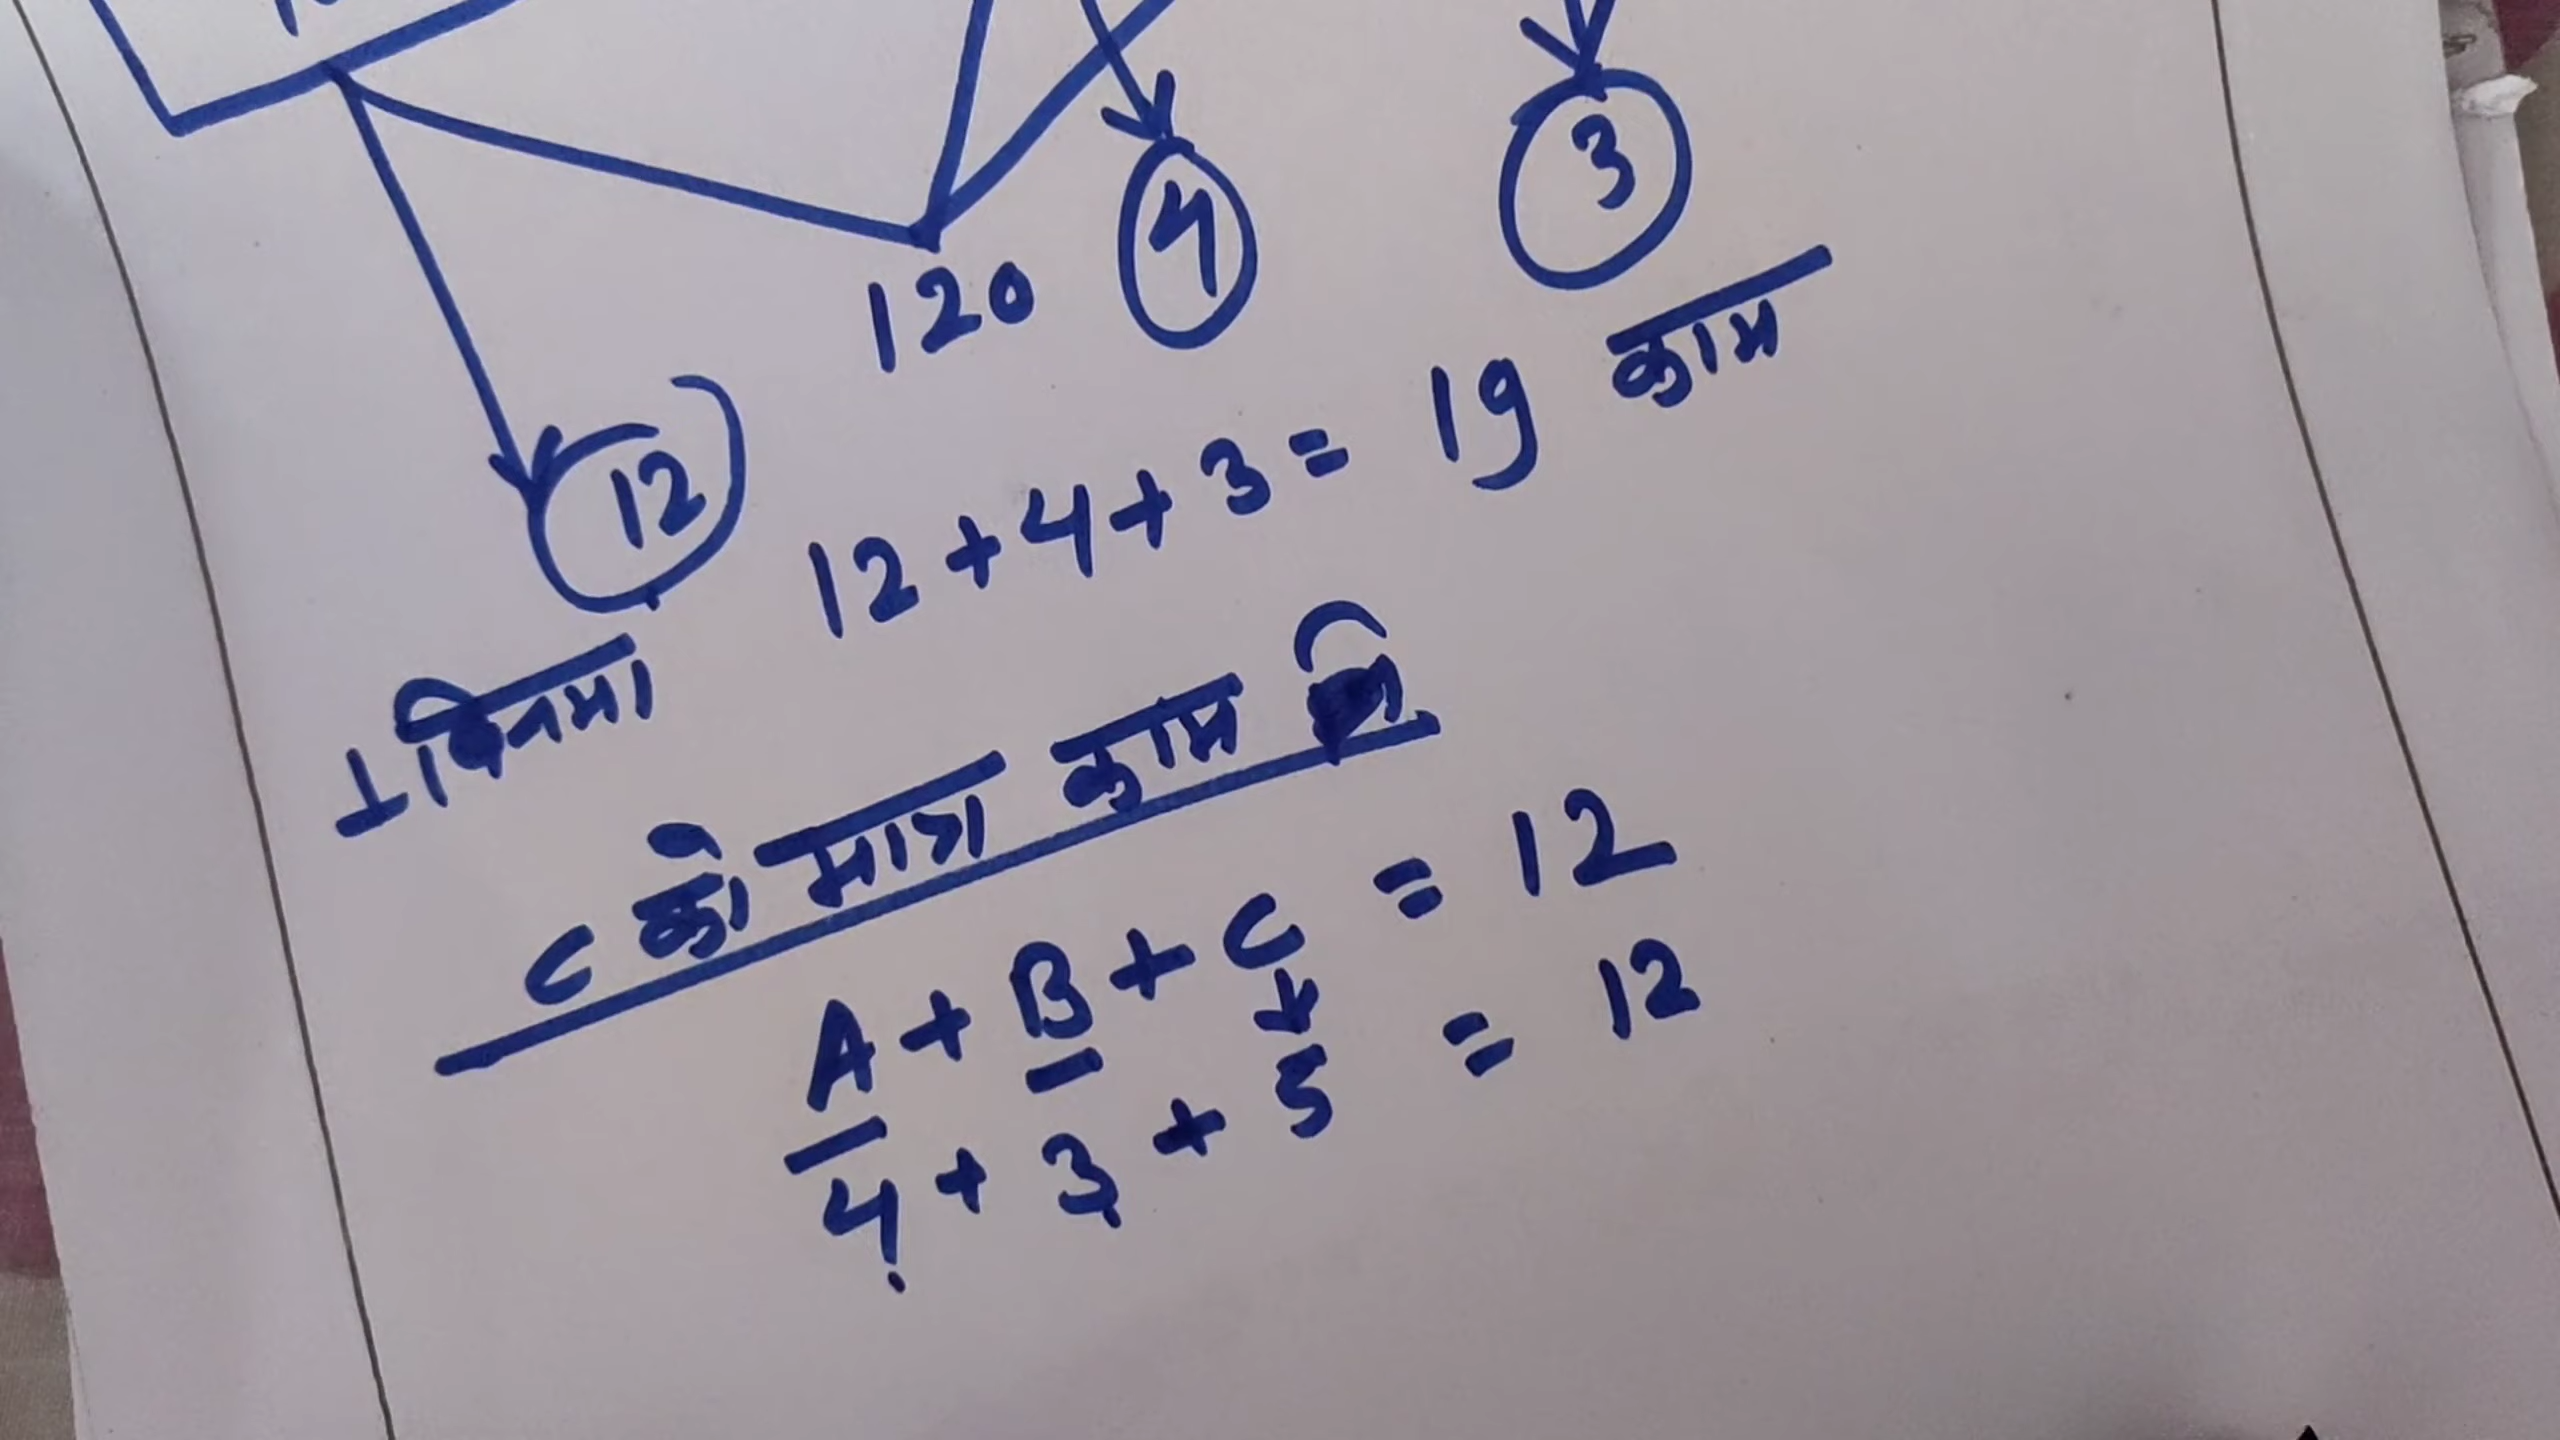 4
3
120
12
12+4+3= 19 काम
1 दिनमा
C को मात्र काम
A + B + C = 12
4 + 3 + 5 = 12